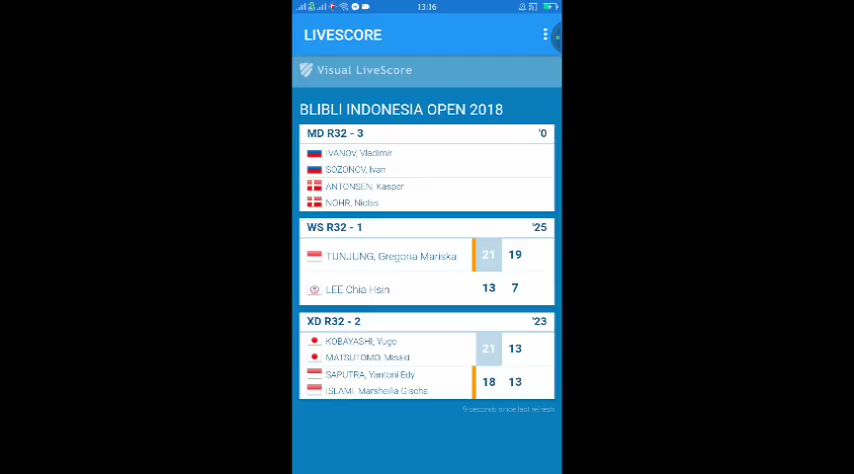 13:16
LIVESCORE
Visual LiveScore
BLIBLI INDONESIA OPEN 2018
MD R32 - 3 '0
IVANOV, Vladimir
SOZONOV, Ivan
ANTONSEN, Kasper
NOHR, Niclas
WS R32 - 1 '25
TUNJUNG, Gregoria Mariska 21 19
LEE Chia Hsin 13 7
XD R32 - 2 '23
KOBAYASHI, Yugo 21 13
MATSUTOMO, Misaki
SAPUTRA, Yantoni Edy 18 13
ISLAMI, Marsheilla Gischa
9 seconds since last refresh